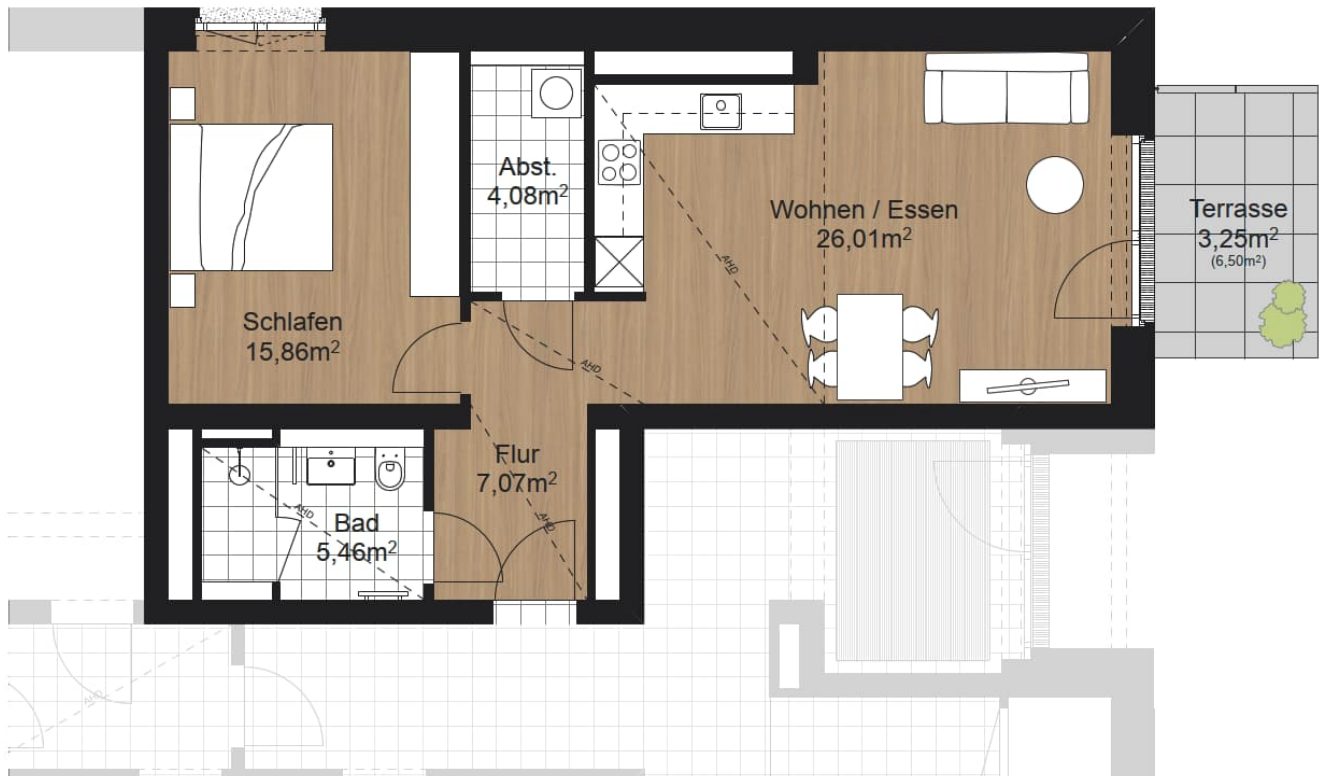 Abst.
4,08m²
Wohnen / Essen
26,01m²
Terrasse
3,25m²
(6,50m²)
AHD
Schlafen
15,86m²
AHD
Flur
7,07m²
AHD
AHD
Bad
5,46m²
AHD